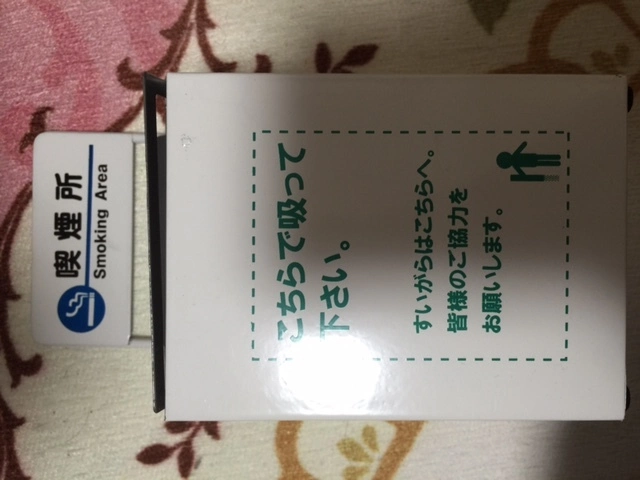 喫煙所
Smoking Area
こちらで吸って
下さい。
すいがらはこちらへ。
皆様のご協力を
お願いします。